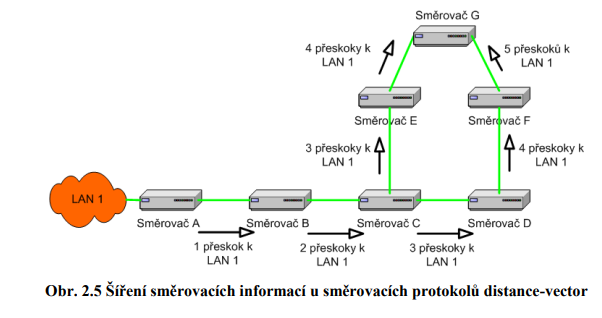 Směrovač G
4 přeskoky k
LAN 1
5 přeskoků k
LAN 1
Směrovač E
Směrovač F
3 přeskoky k
LAN 1
4 přeskoky k
LAN 1
LAN 1
Směrovač A
Směrovač B
Směrovač C
Směrovač D
1 přeskok k
LAN 1
2 přeskoky k
LAN 1
3 přeskoky k
LAN 1
Obr. 2.5 Šíření směrovacích informací u směrovacích protokolů distance-vector